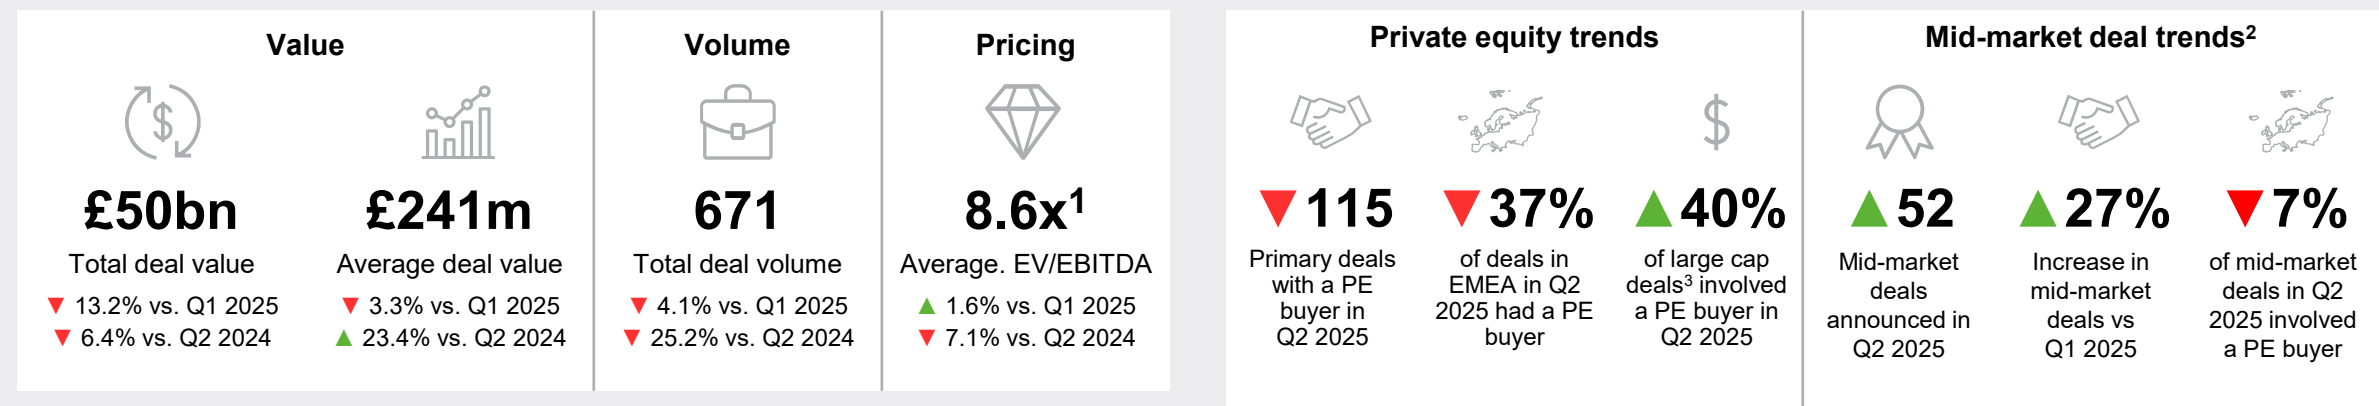 Value
£50bn
Total deal value
▼ 13.2% vs. Q1 2025
▼ 6.4% vs. Q2 2024
£241m
Average deal value
▼ 3.3% vs. Q1 2025
▲ 23.4% vs. Q2 2024
Volume
671
Total deal volume
▼ 4.1% vs. Q1 2025
▼ 25.2% vs. Q2 2024
Pricing
8.6x¹
Average. EV/EBITDA
▲ 1.6% vs. Q1 2025
▼ 7.1% vs. Q2 2024
Private equity trends
▼115
Primary deals
with a PE
buyer in
Q2 2025
▼37%
of deals in
EMEA in Q2
2025 had a PE
buyer
$
▲40%
of large cap
deals³ involved
a PE buyer in
Q2 2025
Mid-market deal trends²
▲52
Mid-market
deals
announced in
Q2 2025
▲27%
Increase in
mid-market
deals vs
Q1 2025
▼7%
of mid-market
deals in Q2
2025 involved
a PE buyer